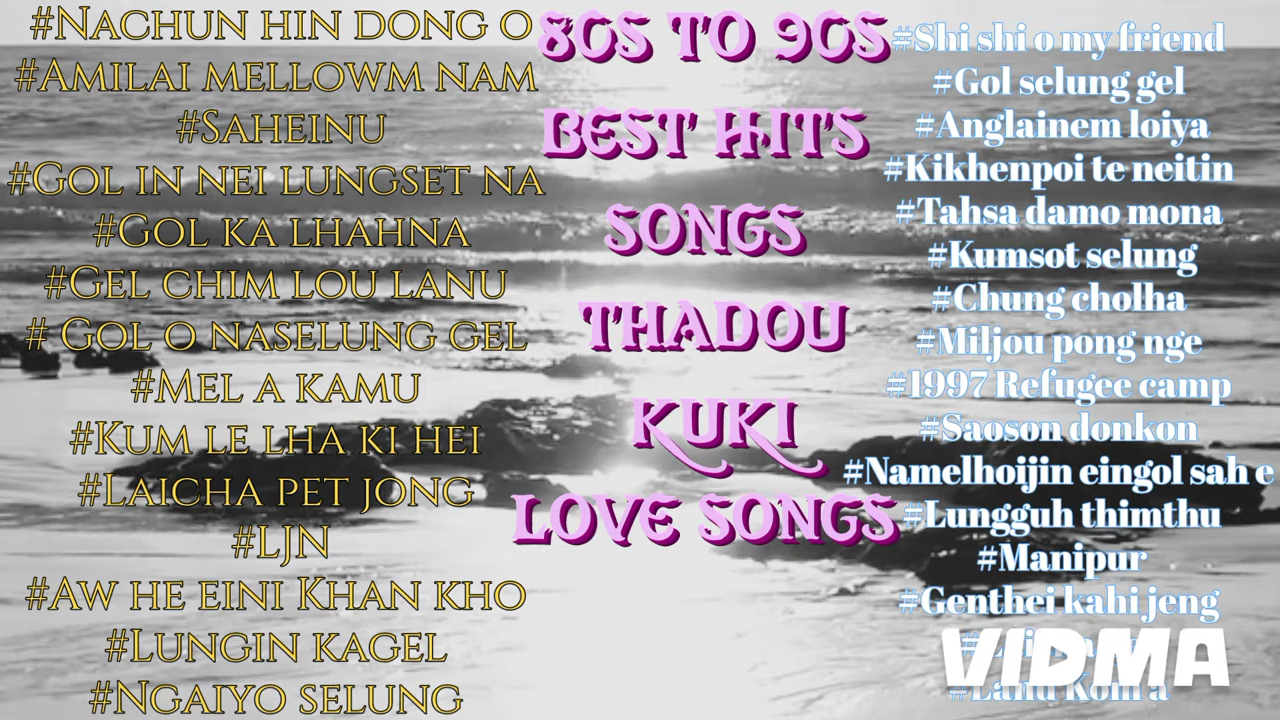 #Nachun hin dong o
#Amilai mellowm nam
#Saheinu
#Gol in nei lungset na
#Gol ka lhahna
#Gel chim lou lanu
# Gol o naselung gel
#Mel a kamu
#Kum le lha ki hei
#Laicha pet jong
#LJN
#Aw he eini Khan kho
#Lungin kagel
#Ngaiyo selung
80s to 90s
Best Hits
Songs
Thadou
Kuki
Love Songs
#Shi shi o my friend
#Gol selung gel
#Anglainem loiya
#Kikhenpoi te neitin
#Tahsa damo mona
#Kumsot selung
#Chung cholha
#Miljou pong nge
#1997 Refugee camp
#Saoson donkon
#Namelhoijin eingol sah e
#Lungguh thimthu
#Manipur
#Genthei kahi jeng
#Lanu Kom a
VIDMA